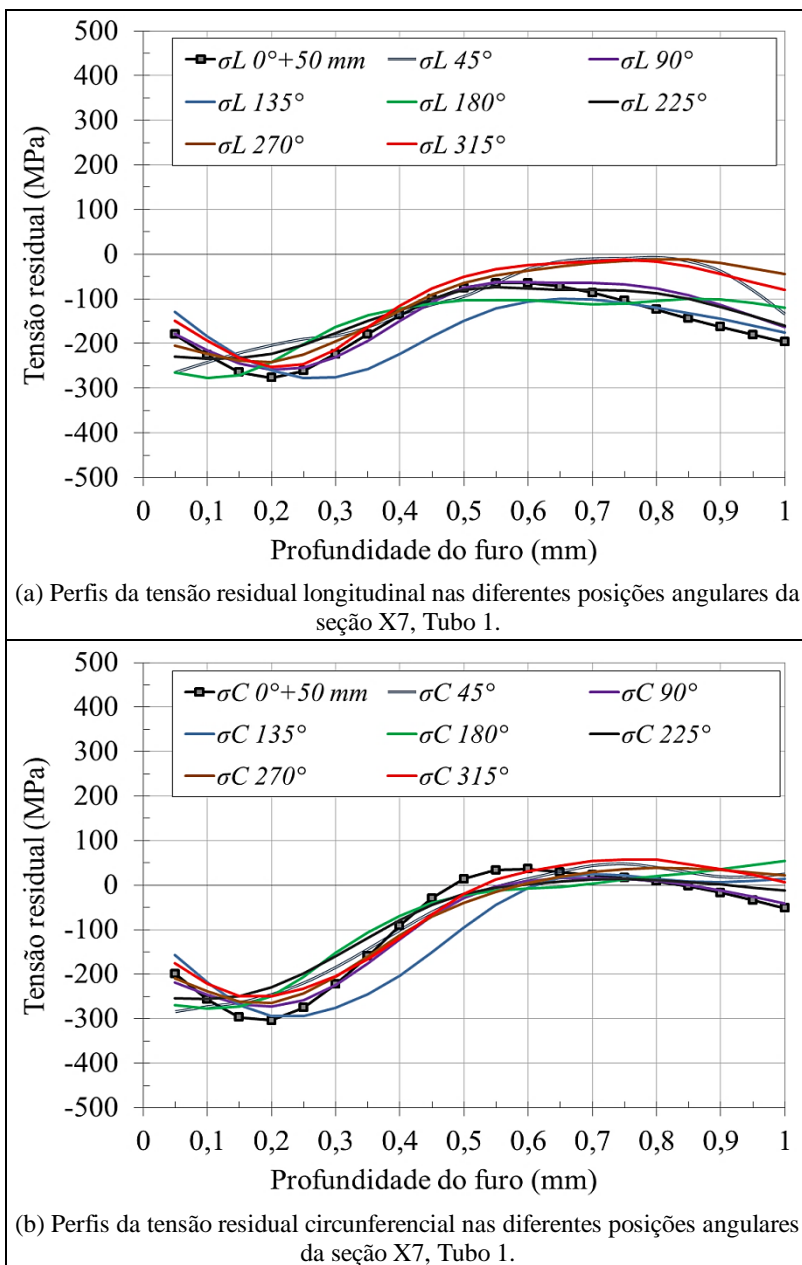 500
400
300
200
100
0
-100
-200
-300
-400
-500
Tensão residual (MPa)
σL 0°+50 mm σL 45° σL 90°
σL 135° σL 180° σL 225°
σL 270° σL 315°
0 0,1 0,2 0,3 0,4 0,5 0,6 0,7 0,8 0,9 1
Profundidade do furo (mm)
(a) Perfis da tensão residual longitudinal nas diferentes posições angulares da
seção X7, Tubo 1.
500
400
300
200
100
0
-100
-200
-300
-400
-500
Tensão residual (MPa)
σC 0°+50 mm σC 45° σC 90°
σC 135° σC 180° σC 225°
σC 270° σC 315°
0 0,1 0,2 0,3 0,4 0,5 0,6 0,7 0,8 0,9 1
Profundidade do furo (mm)
(b) Perfis da tensão residual circunferencial nas diferentes posições angulares
da seção X7, Tubo 1.